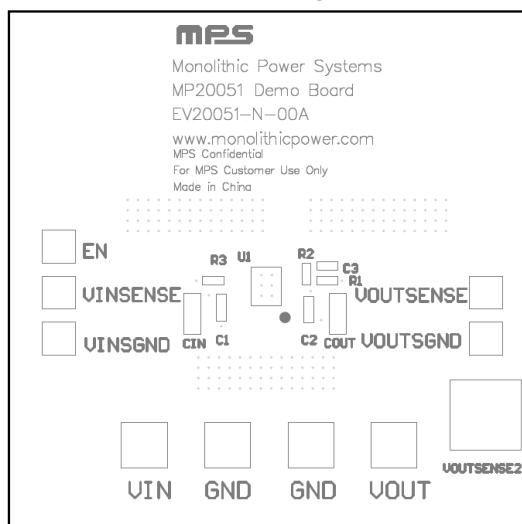 mps
Monolithic Power Systems
MP20051 Demo Board
EV20051-N-00A
www.monolithicpower.com
MPS Confidential
For MPS Customer Use Only
Made in China
EN
R3
U1
R2
C3
R1
VINSENSE
VOUTSENSE
VINSGND
CIN
C1
C2
COUT
VOUTSGND
VOUTSENSE2
VIN
GND
GND
VOUT